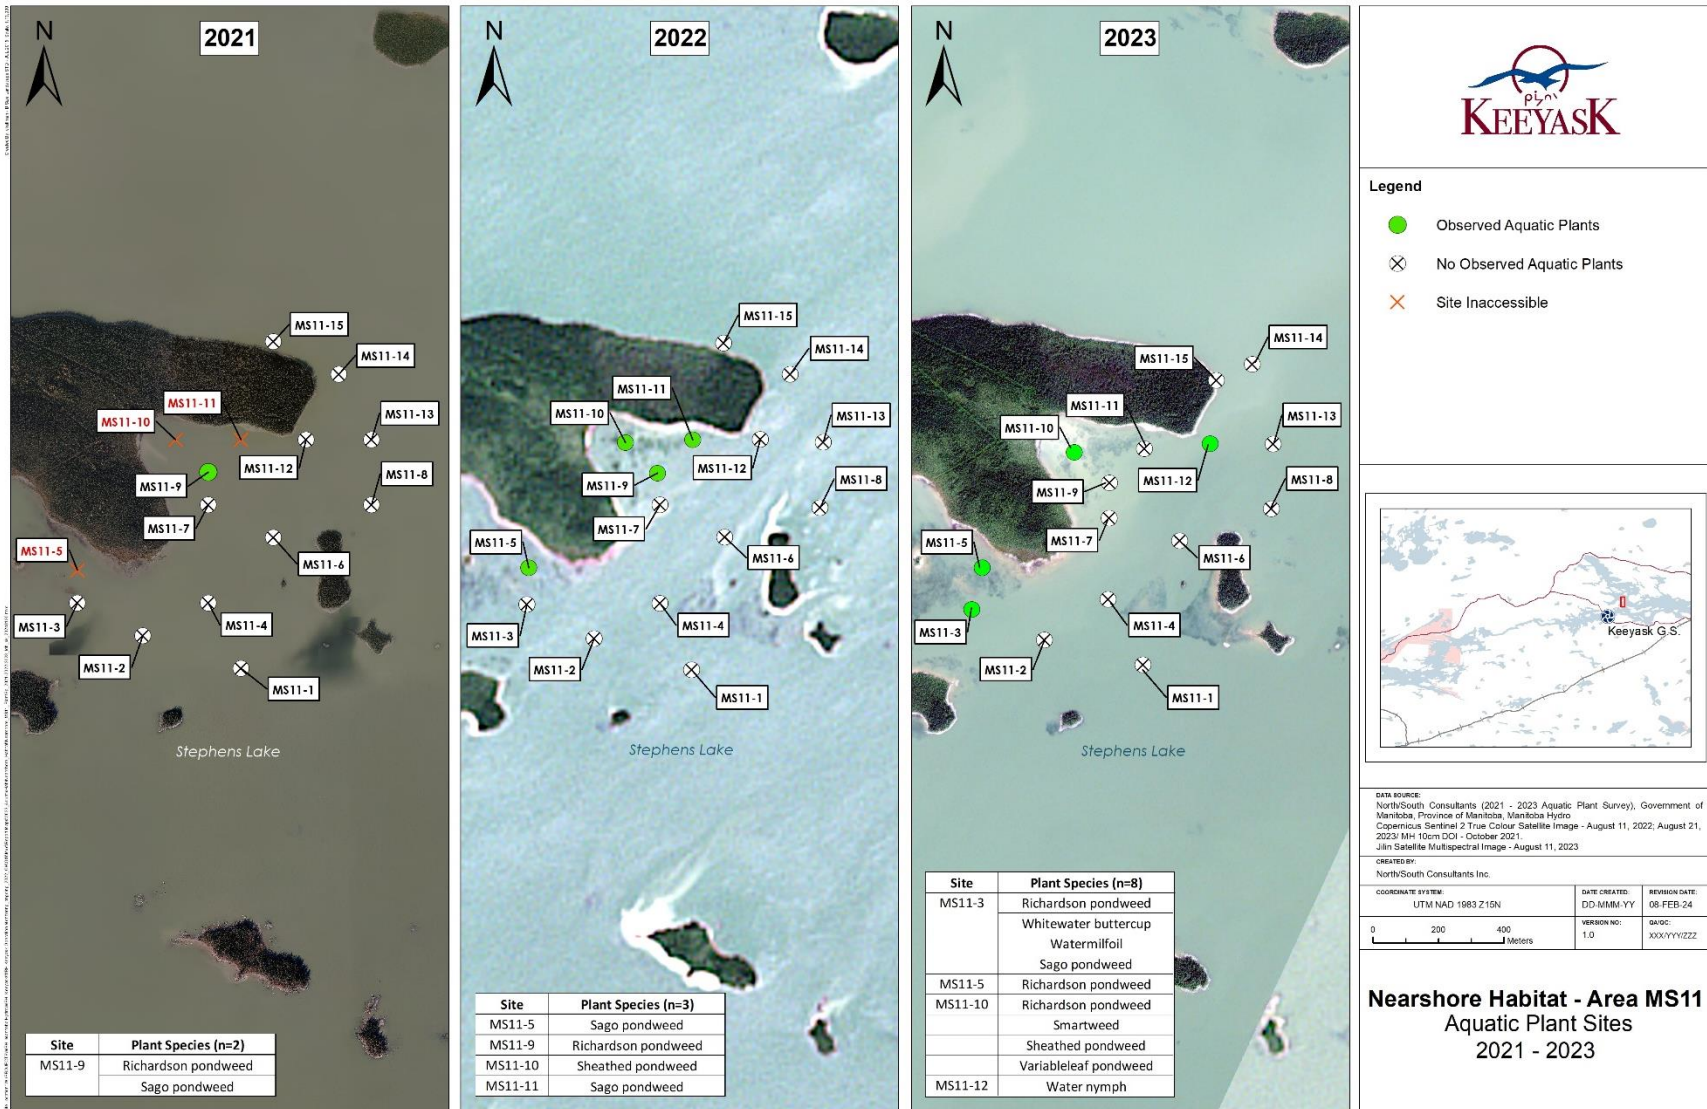 N
2021
MS11-15
MS11-14
MS11-11
MS11-10
MS11-13
MS11-12
MS11-9
MS11-8
MS11-7
MS11-5
MS11-6
MS11-3
MS11-4
MS11-2
MS11-1
Stephens Lake
Site Plant Species (n=2)
MS11-9 Richardson pondweed
Sago pondweed
N
2022
MS11-15
MS11-14
MS11-11
MS11-10
MS11-13
MS11-12
MS11-9
MS11-8
MS11-7
MS11-5
MS11-6
MS11-3
MS11-4
MS11-2
MS11-1
Stephens Lake
Site Plant Species (n=3)
MS11-5 Sago pondweed
MS11-9 Richardson pondweed
MS11-10 Sheathed pondweed
MS11-11 Sago pondweed
N
2023
MS11-14
MS11-15
MS11-11
MS11-10
MS11-13
MS11-12
MS11-9
MS11-8
MS11-7
MS11-5
MS11-6
MS11-3
MS11-4
MS11-2
MS11-1
Stephens Lake
Site Plant Species (n=8)
MS11-3 Richardson pondweed
Whitewater buttercup
Watermilfoil
Sago pondweed
MS11-5 Richardson pondweed
MS11-10 Richardson pondweed
Smartweed
Sheathed pondweed
Variableleaf pondweed
MS11-12 Water nymph
KEEYASK
Legend
Observed Aquatic Plants
No Observed Aquatic Plants
Site Inaccessible
Keeyask G.S.
DATA SOURCE:
North/South Consultants (2021 - 2023 Aquatic Plant Survey), Government of
Manitoba, Province of Manitoba, Manitoba Hydro
Copernicus Sentinel 2 True Colour Satellite Image - August 11, 2022; August 21,
2023/ MH 10cm DOI - October 2021.
Jilin Satellite Multispectral Image - August 11, 2023
CREATED BY:
North/South Consultants Inc.
COORDINATE SYSTEM: DATE CREATED: REVISION DATE:
UTM NAD 1983 Z15N DD-MMM-YY 08-FEB-24
VERSION NO: QA/QC:
0 200 400 1.0 XXX/YYY/ZZZ
Meters
Nearshore Habitat - Area MS11
Aquatic Plant Sites
2021 - 2023